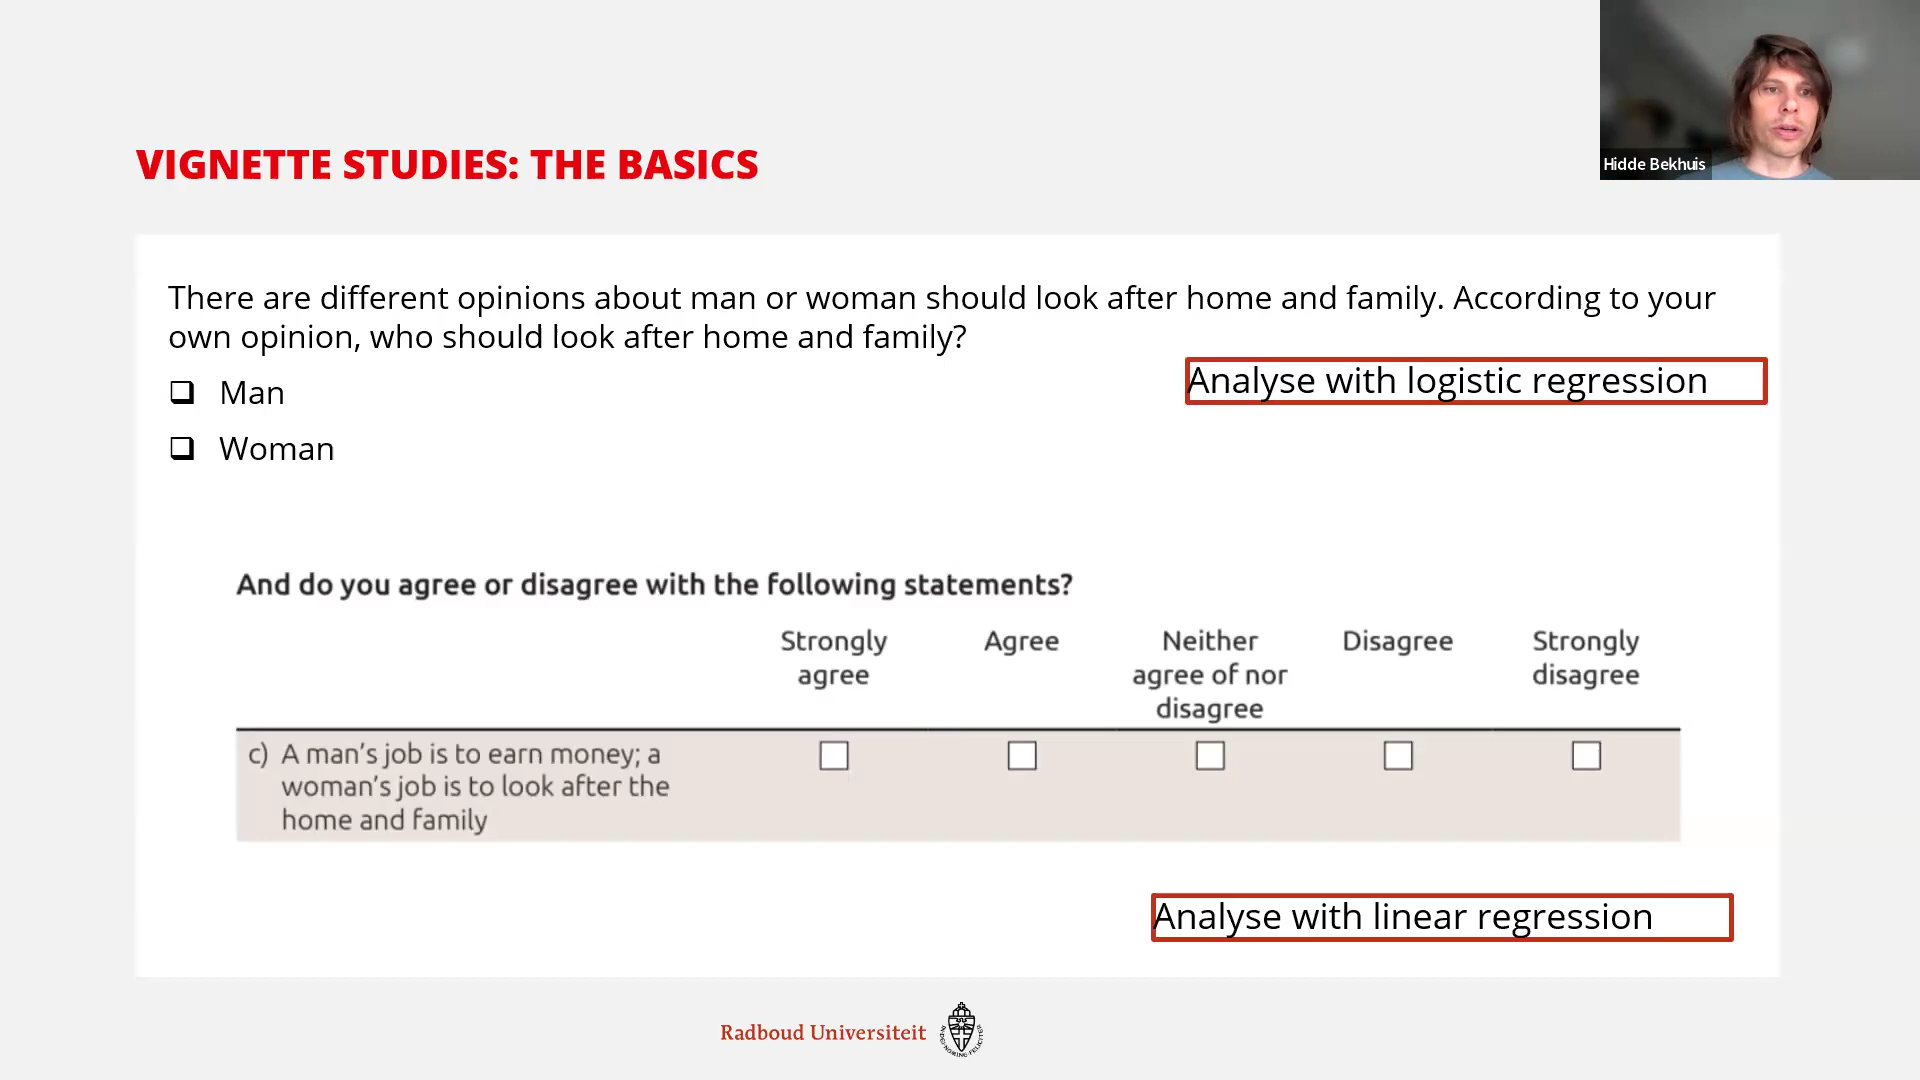 Hidde Bekhuis
VIGNETTE STUDIES: THE BASICS
There are different opinions about man or woman should look after home and family. According to your
own opinion, who should look after home and family?
Analyse with logistic regression
Man
Woman
And do you agree or disagree with the following statements?
Strongly agree
Agree
Neither agree of nor disagree
Disagree
Strongly disagree
c) A man's job is to earn money; a
woman's job is to look after the
home and family
Analyse with linear regression
Radboud Universiteit